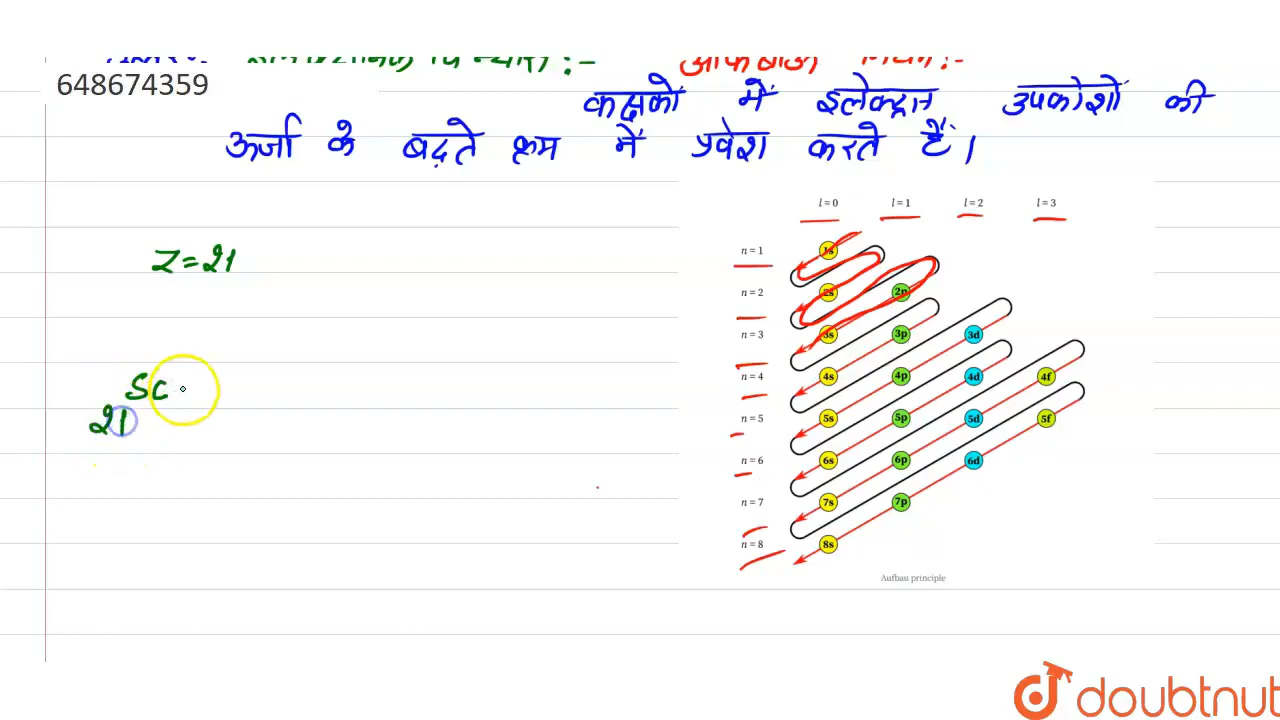 648674359
कक्षकों में इलेक्ट्रान उपकोशों की
ऊर्जा के बढ़ते क्रम में प्रवेश करते हैं।
l = 0 l = 1 l = 2 l = 3
n = 1 1s
n = 2 2s 2p
n = 3 3s 3p 3d
n = 4 4s 4p 4d 4f
n = 5 5s 5p 5d 5f
n = 6 6s 6p 6d
n = 7 7s 7p
n = 8 8s
Aufbau principle
Z = 21
Sc
21
doubtnut